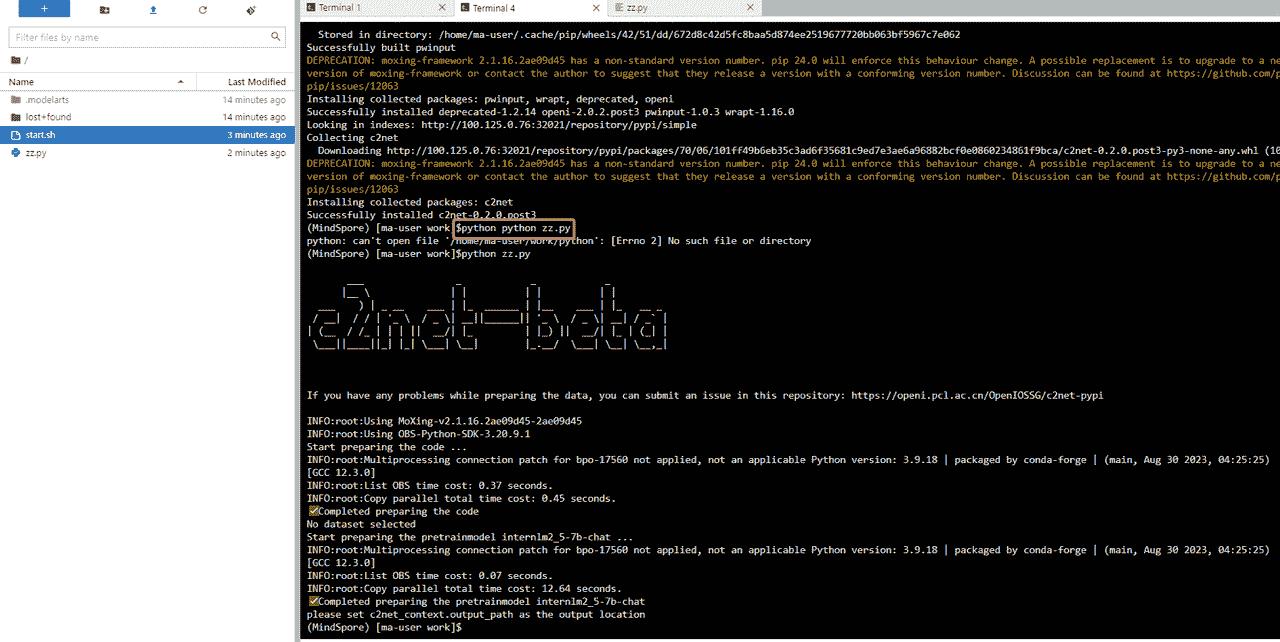 +
Filter files by name
/
Name
Last Modified
.modelarts
14 minutes ago
lost+found
14 minutes ago
start.sh
3 minutes ago
zz.py
2 minutes ago
Terminal 1
Terminal 4
zz.py
Stored in directory: /home/ma-user/.cache/pip/wheels/42/51/dd/672d8c42d5fc8baa5d874ee2519677720bb063bf5967c7e062
Successfully built pwinput
DEPRECATION: moxing-framework 2.1.16.2ae09d45 has a non-standard version number. pip 24.0 will enforce this behaviour change. A possible replacement is to upgrade to a ne
version of moxing-framework or contact the author to suggest that they release a version with a conforming version number. Discussion can be found at https://github.com/p
pip/issues/12063
Installing collected packages: pwinput, wrapt, deprecated, openi
Successfully installed deprecated-1.2.14 openi-2.0.2.post3 pwinput-1.0.3 wrapt-1.16.0
Looking in indexes: http://100.125.0.76:32021/repository/pypi/simple
Collecting c2net
Downloading http://100.125.0.76:32021/repository/pypi/packages/70/06/101ff49b6eb35c3ad6f35681c9ed7e3ae6a96882bcf0e0860234861f9bca/c2net-0.2.0.post3-py3-none-any.whl (10
DEPRECATION: moxing-framework 2.1.16.2ae09d45 has a non-standard version number. pip 24.0 will enforce this behaviour change. A possible replacement is to upgrade to a ne
version of moxing-framework or contact the author to suggest that they release a version with a conforming version number. Discussion can be found at https://github.com/p
pip/issues/12063
Installing collected packages: c2net
Successfully installed c2net-0.2.0.post3
(MindSpore) [ma-user work]$python python zz.py
python: can't open file '/home/ma-user/work/python': [Errno 2] No such file or directory
(MindSpore) [ma-user work]$python zz.py
c2net-beta
If you have any problems while preparing the data, you can submit an issue in this repository: https://openi.pcl.ac.cn/OpenIOSSG/c2net-pypi
INFO:root:Using MoXing-v2.1.16.2ae09d45-2ae09d45
INFO:root:Using OBS-Python-SDK-3.20.9.1
Start preparing the code ...
INFO:root:Multiprocessing connection patch for bpo-17560 not applied, not an applicable Python version: 3.9.18 | packaged by conda-forge | (main, Aug 30 2023, 04:25:25)
[GCC 12.3.0]
INFO:root:List OBS time cost: 0.37 seconds.
INFO:root:Copy parallel total time cost: 0.45 seconds.
☑Completed preparing the code
No dataset selected
Start preparing the pretrainmodel internlm2_5-7b-chat ...
INFO:root:Multiprocessing connection patch for bpo-17560 not applied, not an applicable Python version: 3.9.18 | packaged by conda-forge | (main, Aug 30 2023, 04:25:25)
[GCC 12.3.0]
INFO:root:List OBS time cost: 0.07 seconds.
INFO:root:Copy parallel total time cost: 12.64 seconds.
☑Completed preparing the pretrainmodel internlm2_5-7b-chat
please set c2net_context.output_path as the output location
(MindSpore) [ma-user work]$